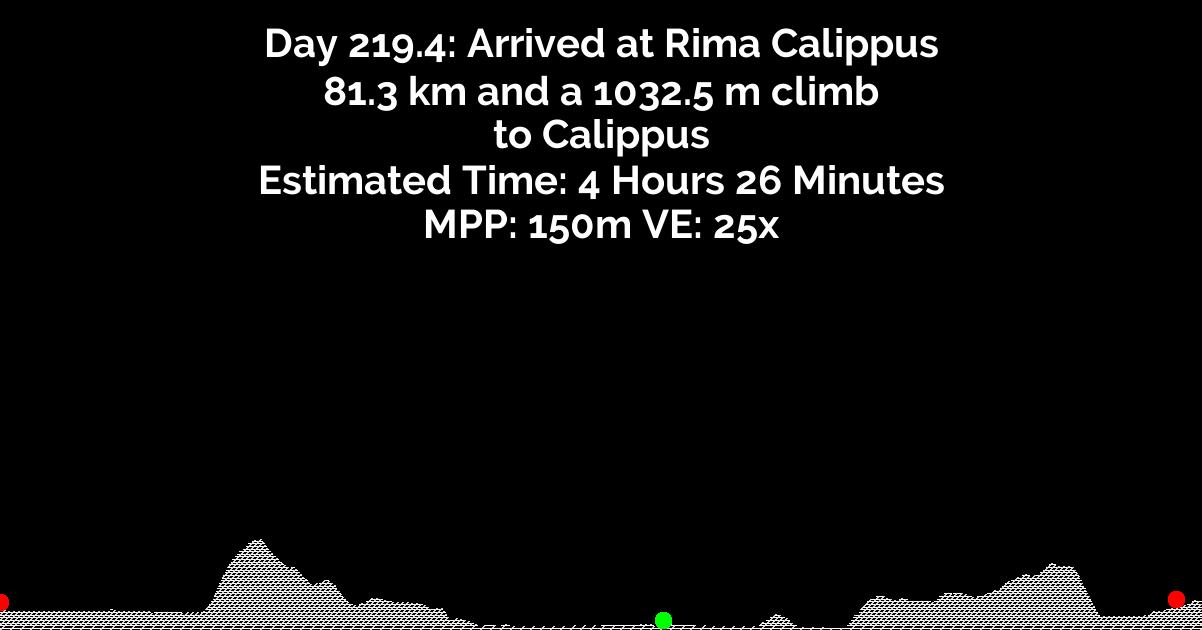 Day 219.4: Arrived at Rima Calippus
81.3 km and a 1032.5 m climb
to Calippus
Estimated Time: 4 Hours 26 Minutes
MPP: 150m VE: 25x